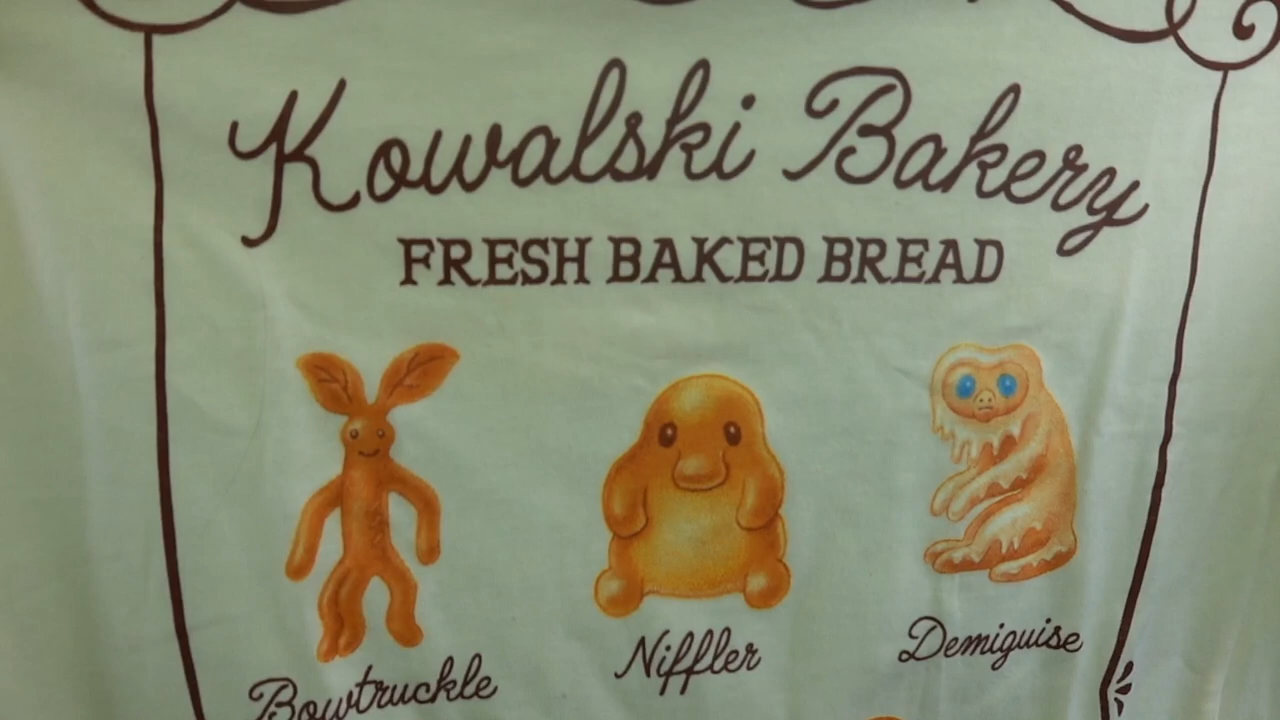 Kowalski Bakery
FRESH BAKED BREAD
Bowtruckle
Niffler
Demiguise